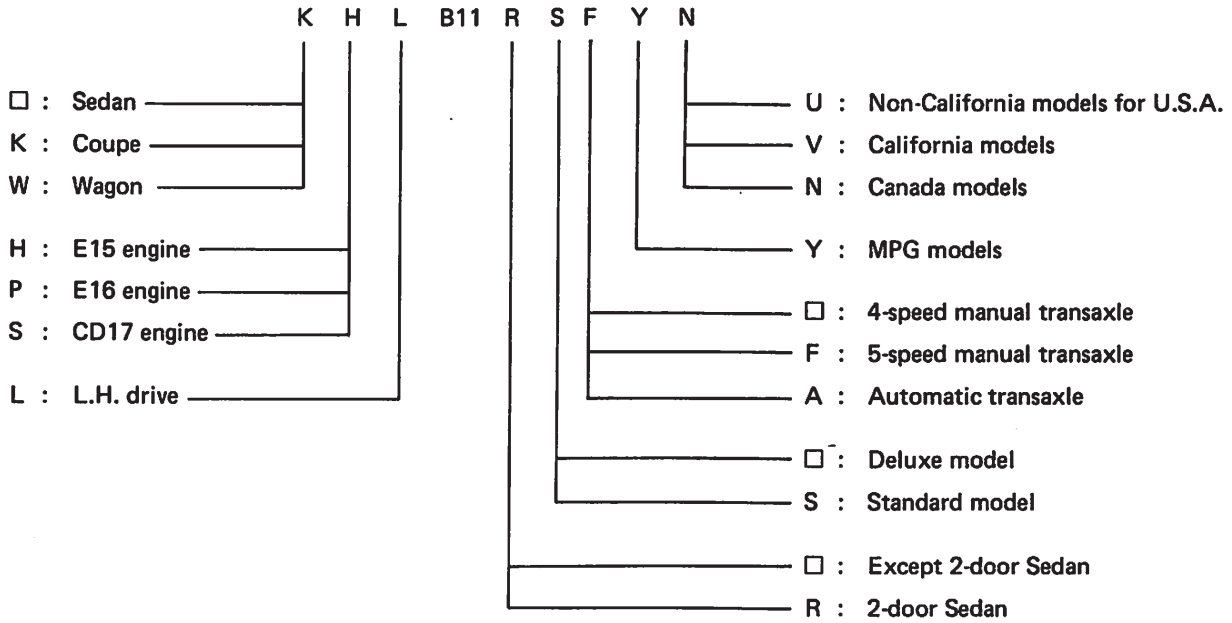 K H L B11 R S F Y N
□ : Sedan
K : Coupe
W : Wagon
H : E15 engine
P : E16 engine
S : CD17 engine
L : L.H. drive
U : Non-California models for U.S.A.
V : California models
N : Canada models
Y : MPG models
□ : 4-speed manual transaxle
F : 5-speed manual transaxle
A : Automatic transaxle
□ : Deluxe model
S : Standard model
□ : Except 2-door Sedan
R : 2-door Sedan